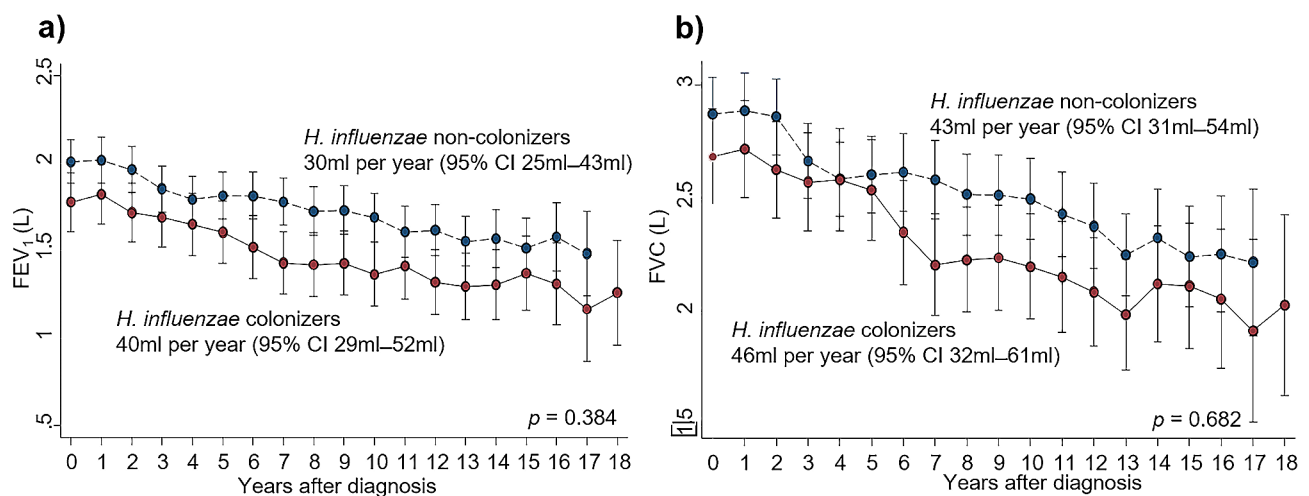 a)
2.5
2
1.5
1
.5
FEV1 (L)
H. influenzae non-colonizers
30ml per year (95% CI 25ml–43ml)
H. influenzae colonizers
40ml per year (95% CI 29ml–52ml)
p = 0.384
0 1 2 3 4 5 6 7 8 9 10 11 12 13 14 15 16 17 18
Years after diagnosis
b)
3
2.5
2
1.5
FVC (L)
H. influenzae non-colonizers
43ml per year (95% CI 31ml–54ml)
H. influenzae colonizers
46ml per year (95% CI 32ml–61ml)
p = 0.682
0 1 2 3 4 5 6 7 8 9 10 11 12 13 14 15 16 17 18
Years after diagnosis